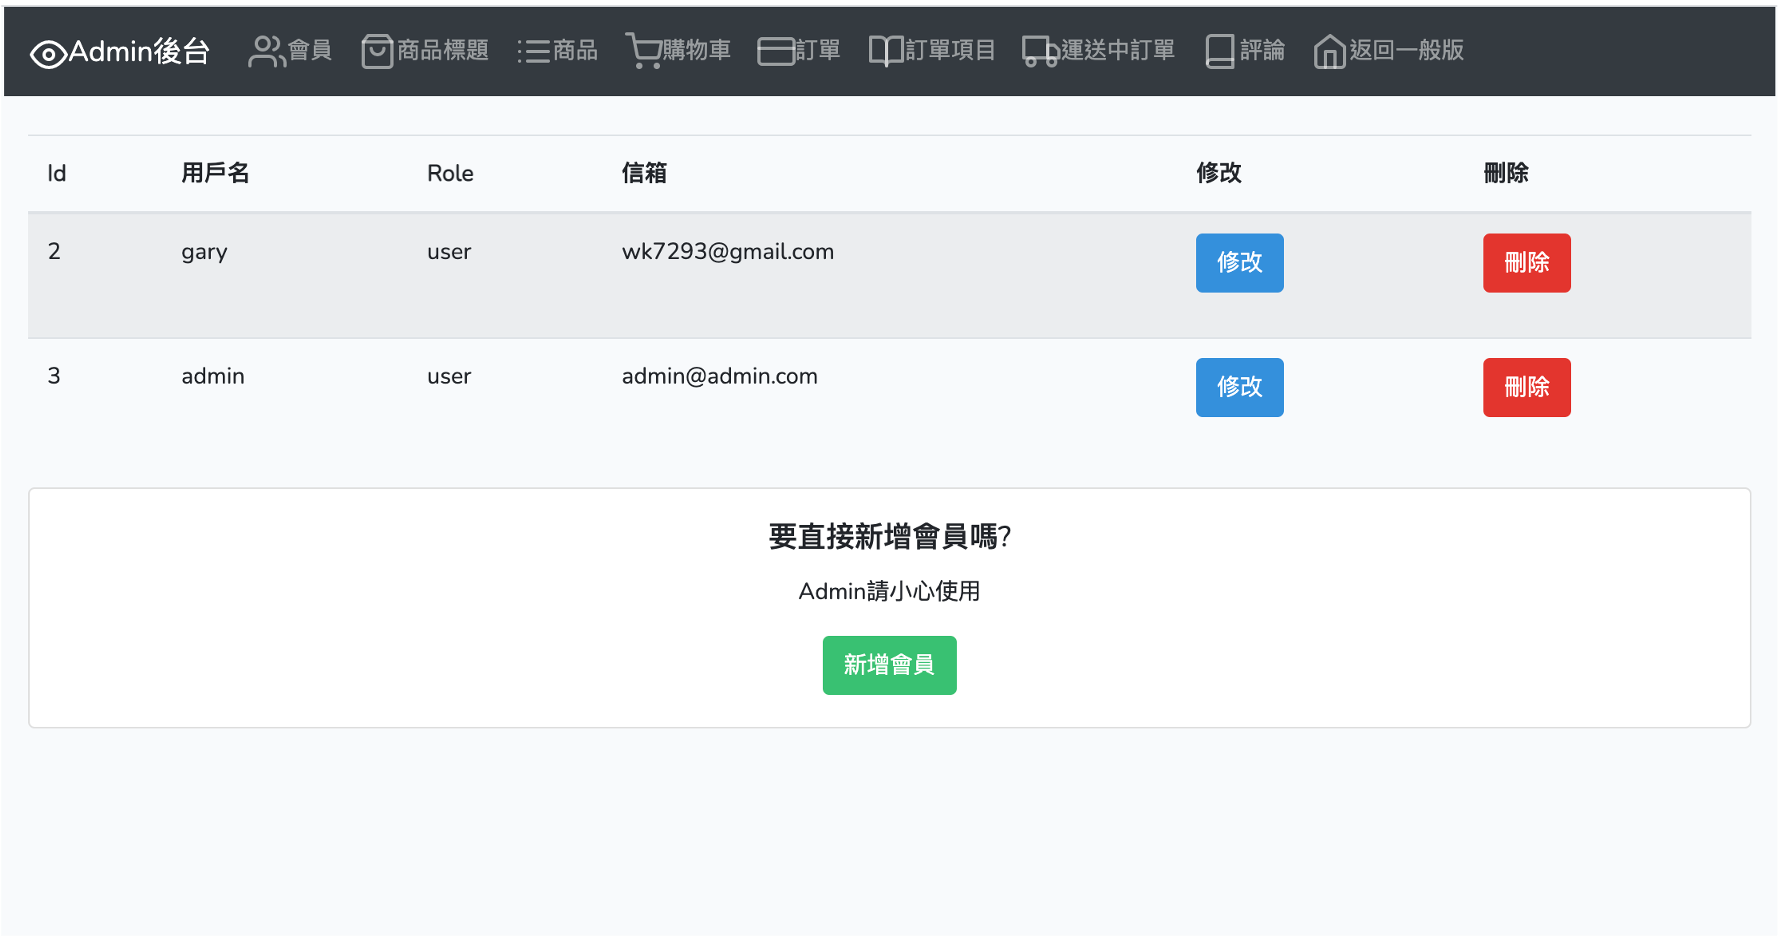 Admin後台 會員 商品標題 商品 購物車 訂單 訂單項目 運送中訂單 評論 返回一般版
Id 用戶名 Role 信箱 修改 刪除
2 gary user wk7293@gmail.com 修改 刪除
3 admin user admin@admin.com 修改 刪除
要直接新增會員嗎?
Admin請小心使用
新增會員